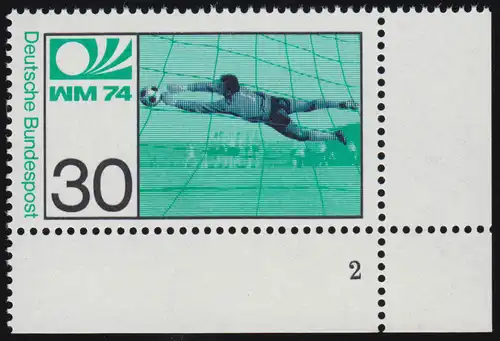 Deutsche Bundespost
WM 74
30
2